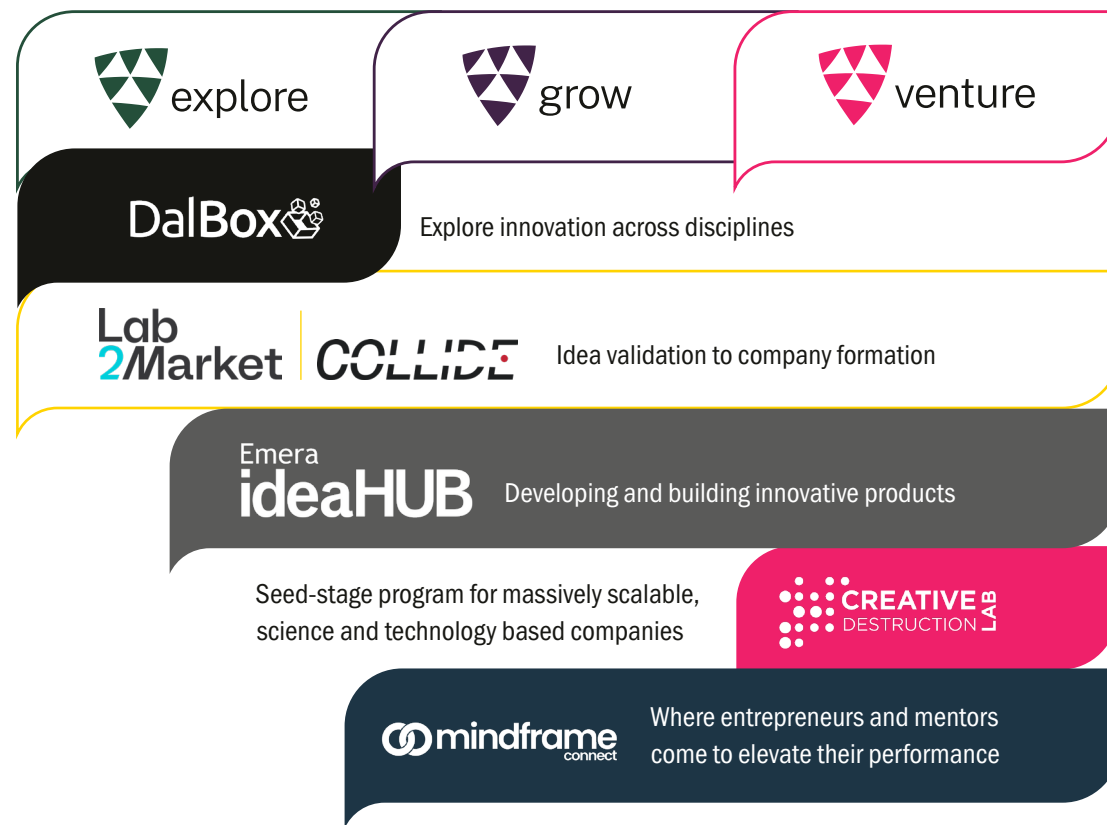 explore
grow
venture
DalBox
Explore innovation across disciplines
Lab
2Market
COLLIDE
Idea validation to company formation
Emera
ideaHUB
Developing and building innovative products
Seed-stage program for massively scalable,
science and technology based companies
CREATIVE
DESTRUCTION
LAB
mindframe
connect
Where entrepreneurs and mentors
come to elevate their performance